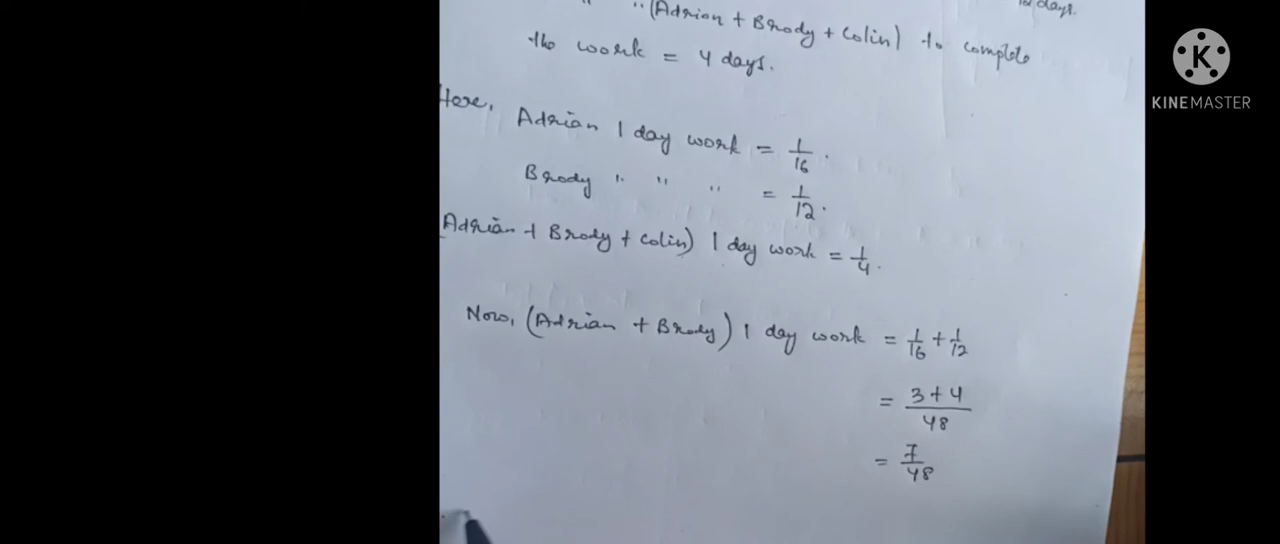 12 days.
" " (Adrian + Brody + Colin) to complete
the work = 4 days.
Here, Adrian 1 day work = 1/16.
Brody " " " = 1/12.
Adrian + Brody + Colin) 1 day work = 1/4.
Now, (Adrian + Brody) 1 day work = 1/16 + 1/12
= 3+4/48
= 7/48
KINEMASTER